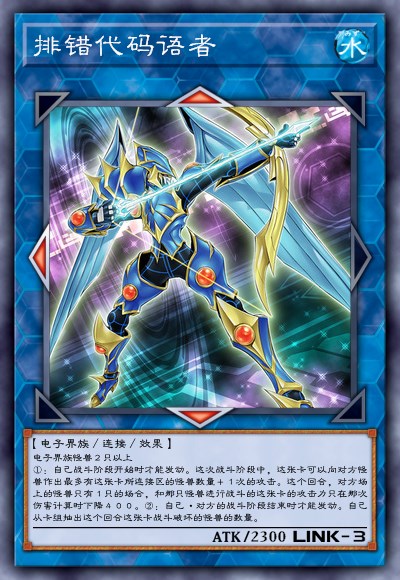 排错代码语者
水
【电子界族／连接／效果】
电子界族怪兽２只以上
①：自己战斗阶段开始时才能发动。这次战斗阶段中，这张卡可以向对方怪
兽作出最多有这张卡所连接区的怪兽数量＋１次的攻击。这个回合，对方场
上的怪兽只有１只的场合，和那只怪兽进行战斗的这张卡的攻击力只在那次
伤害计算时下降４００。②：自己·对方的战斗阶段结束时才能发动。自己
从卡组抽出这个回合这张卡战斗破坏的怪兽的数量。
ATK/2300 LINK-3